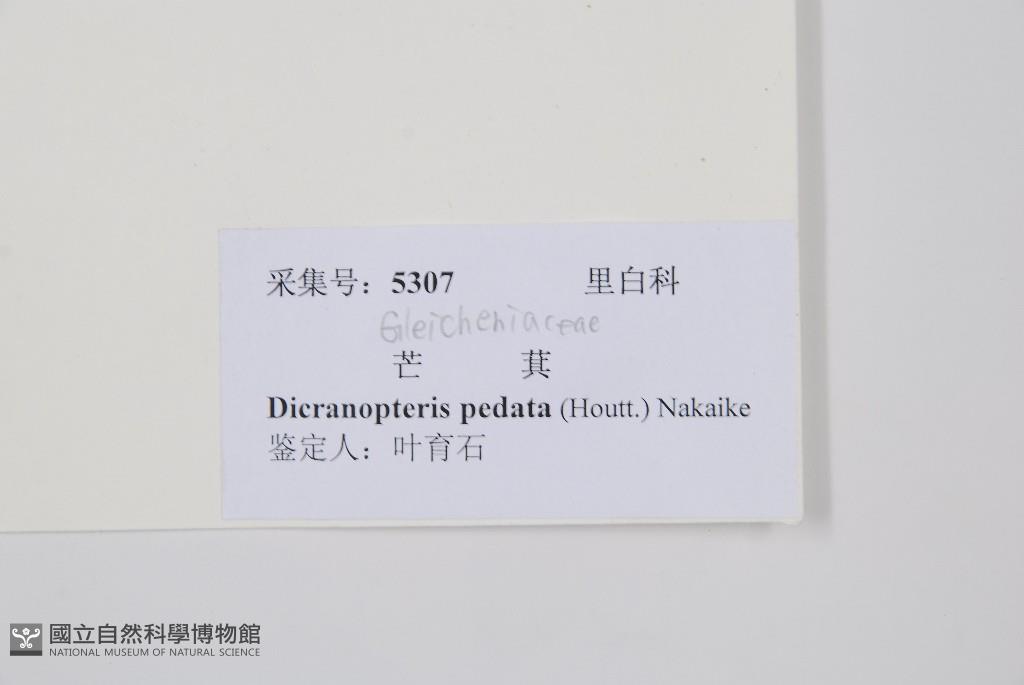 采集号：5307 里白科
Gleicheniaceae
芒 萁
Dicranopteris pedata (Houtt.) Nakaike
鉴定人：叶育石
國立自然科學博物館
NATIONAL MUSEUM OF NATURAL SCIENCE